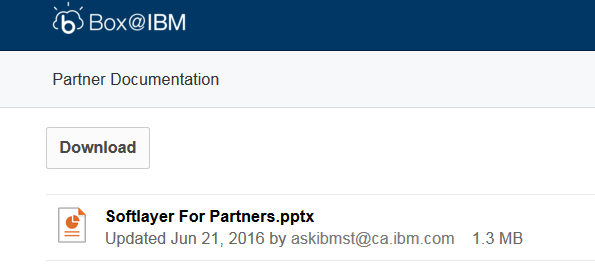 Box@IBM
Partner Documentation
Download
Softlayer For Partners.pptx
Updated Jun 21, 2016 by askibmst@ca.ibm.com 1.3 MB